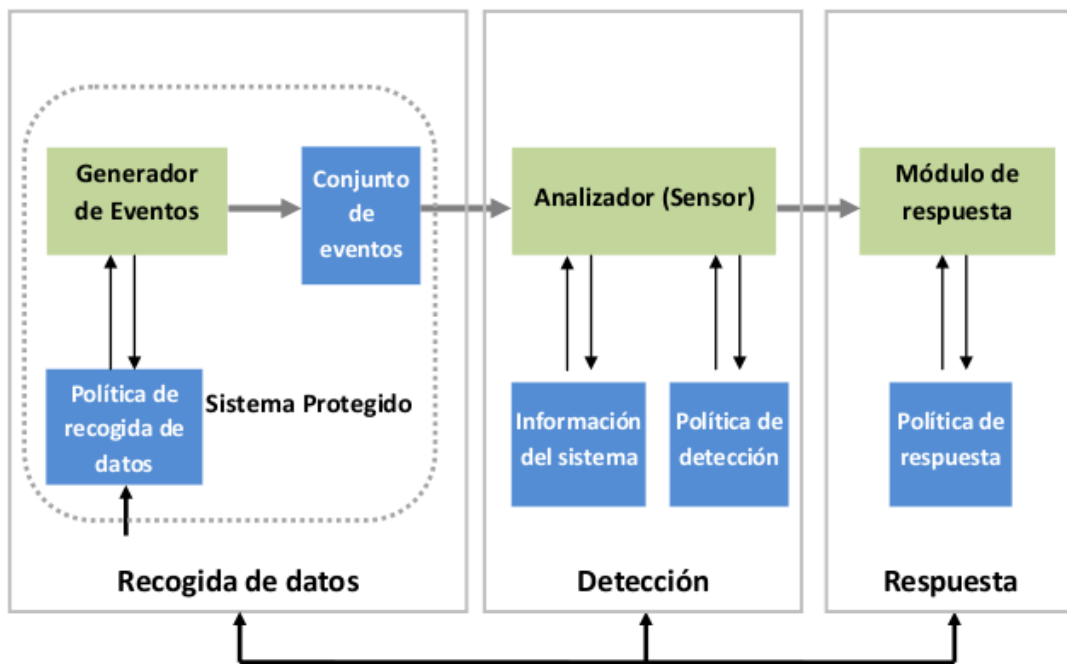 Generador
de Eventos
Conjunto
de
eventos
Política de
recogida de
datos
Sistema Protegido
Recogida de datos
Analizador (Sensor)
Información
del sistema
Política de
detección
Detección
Módulo de
respuesta
Política de
respuesta
Respuesta